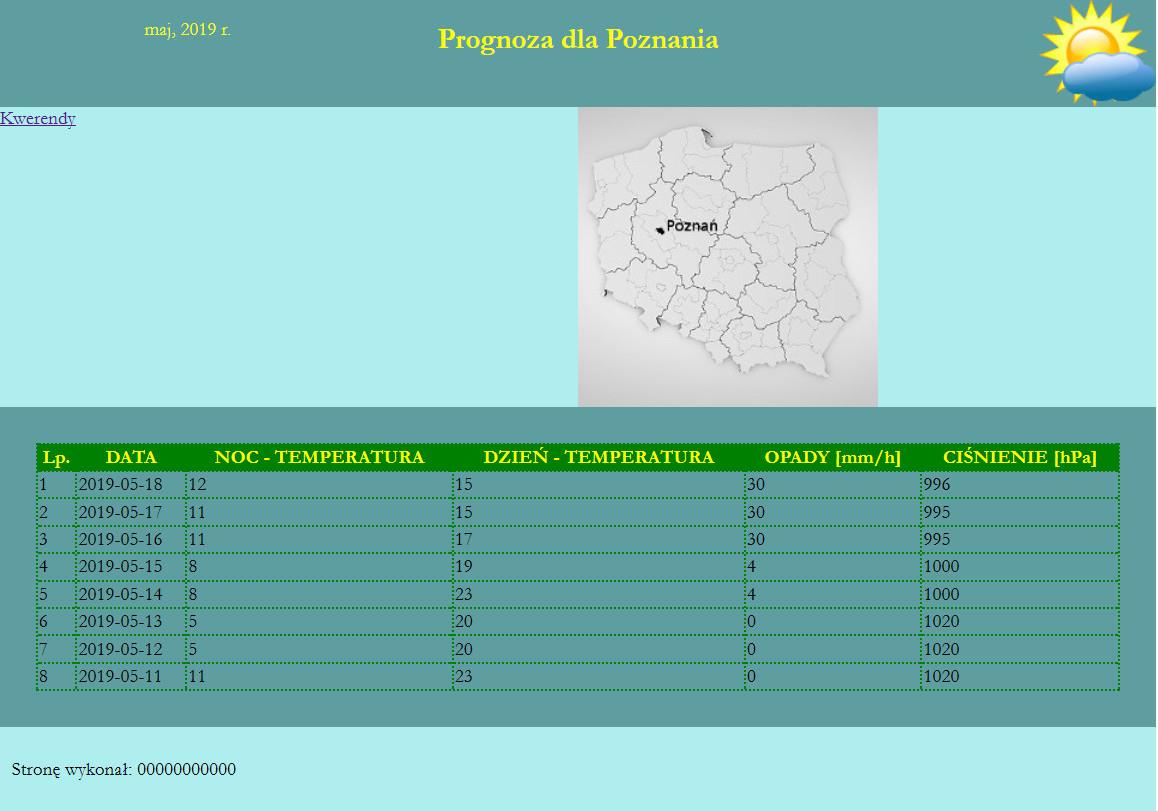 maj, 2019 r.
Prognoza dla Poznania
Kwerendy
Poznań
Lp. DATA NOC - TEMPERATURA DZIEŃ - TEMPERATURA OPADY [mm/h] CIŚNIENIE [hPa]
1 2019-05-18 12 15 30 996
2 2019-05-17 11 15 30 995
3 2019-05-16 11 17 30 995
4 2019-05-15 8 19 4 1000
5 2019-05-14 8 23 4 1000
6 2019-05-13 5 20 0 1020
7 2019-05-12 5 20 0 1020
8 2019-05-11 11 23 0 1020
Stronę wykonał: 00000000000